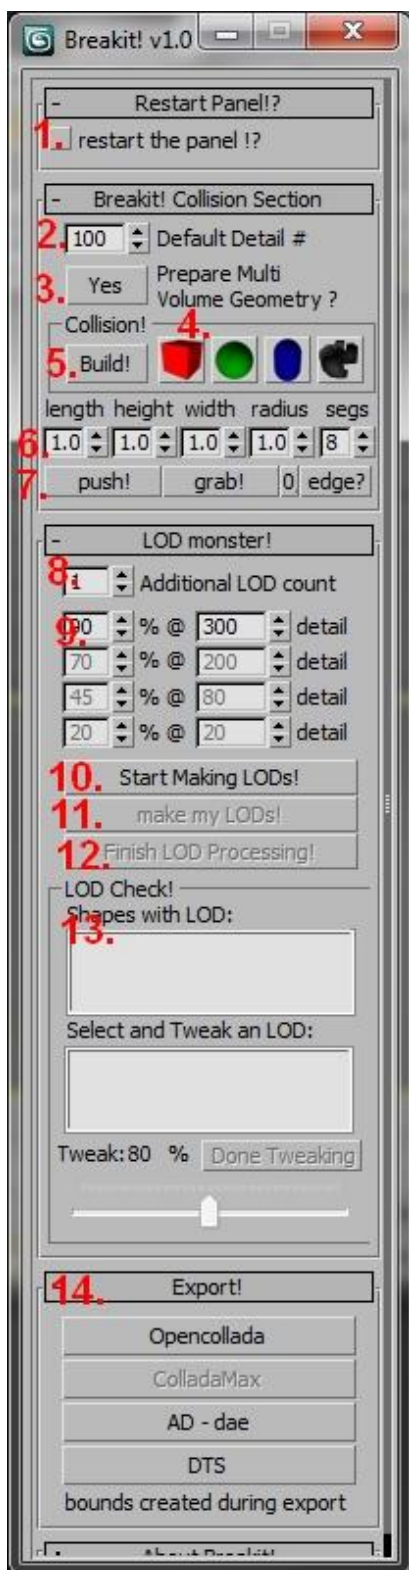 Breakit! v1.0
- Restart Panel!?
1. restart the panel !?
- Breakit! Collision Section
2. 100 Default Detail #
3. Yes Prepare Multi
Volume Geometry ?
Collision! 4.
5. Build!
length height width radius segs
6. 1.0 1.0 1.0 1.0 8
7. push! grab! 0. edge?
- LOD monster!
8. 1 Additional LOD count
9. 90 % @ 300 detail
70 % @ 200 detail
45 % @ 80 detail
20 % @ 20 detail
10. Start Making LODs!
11. make my LODs!
12. Finish LOD Processing!
LOD Check!
Shapes with LOD:
13.
Select and Tweak an LOD:
Tweak: 80 % Done Tweaking
14. Export!
Opencollada
ColladaMax
AD - dae
DTS
bounds created during export
About Breakit!